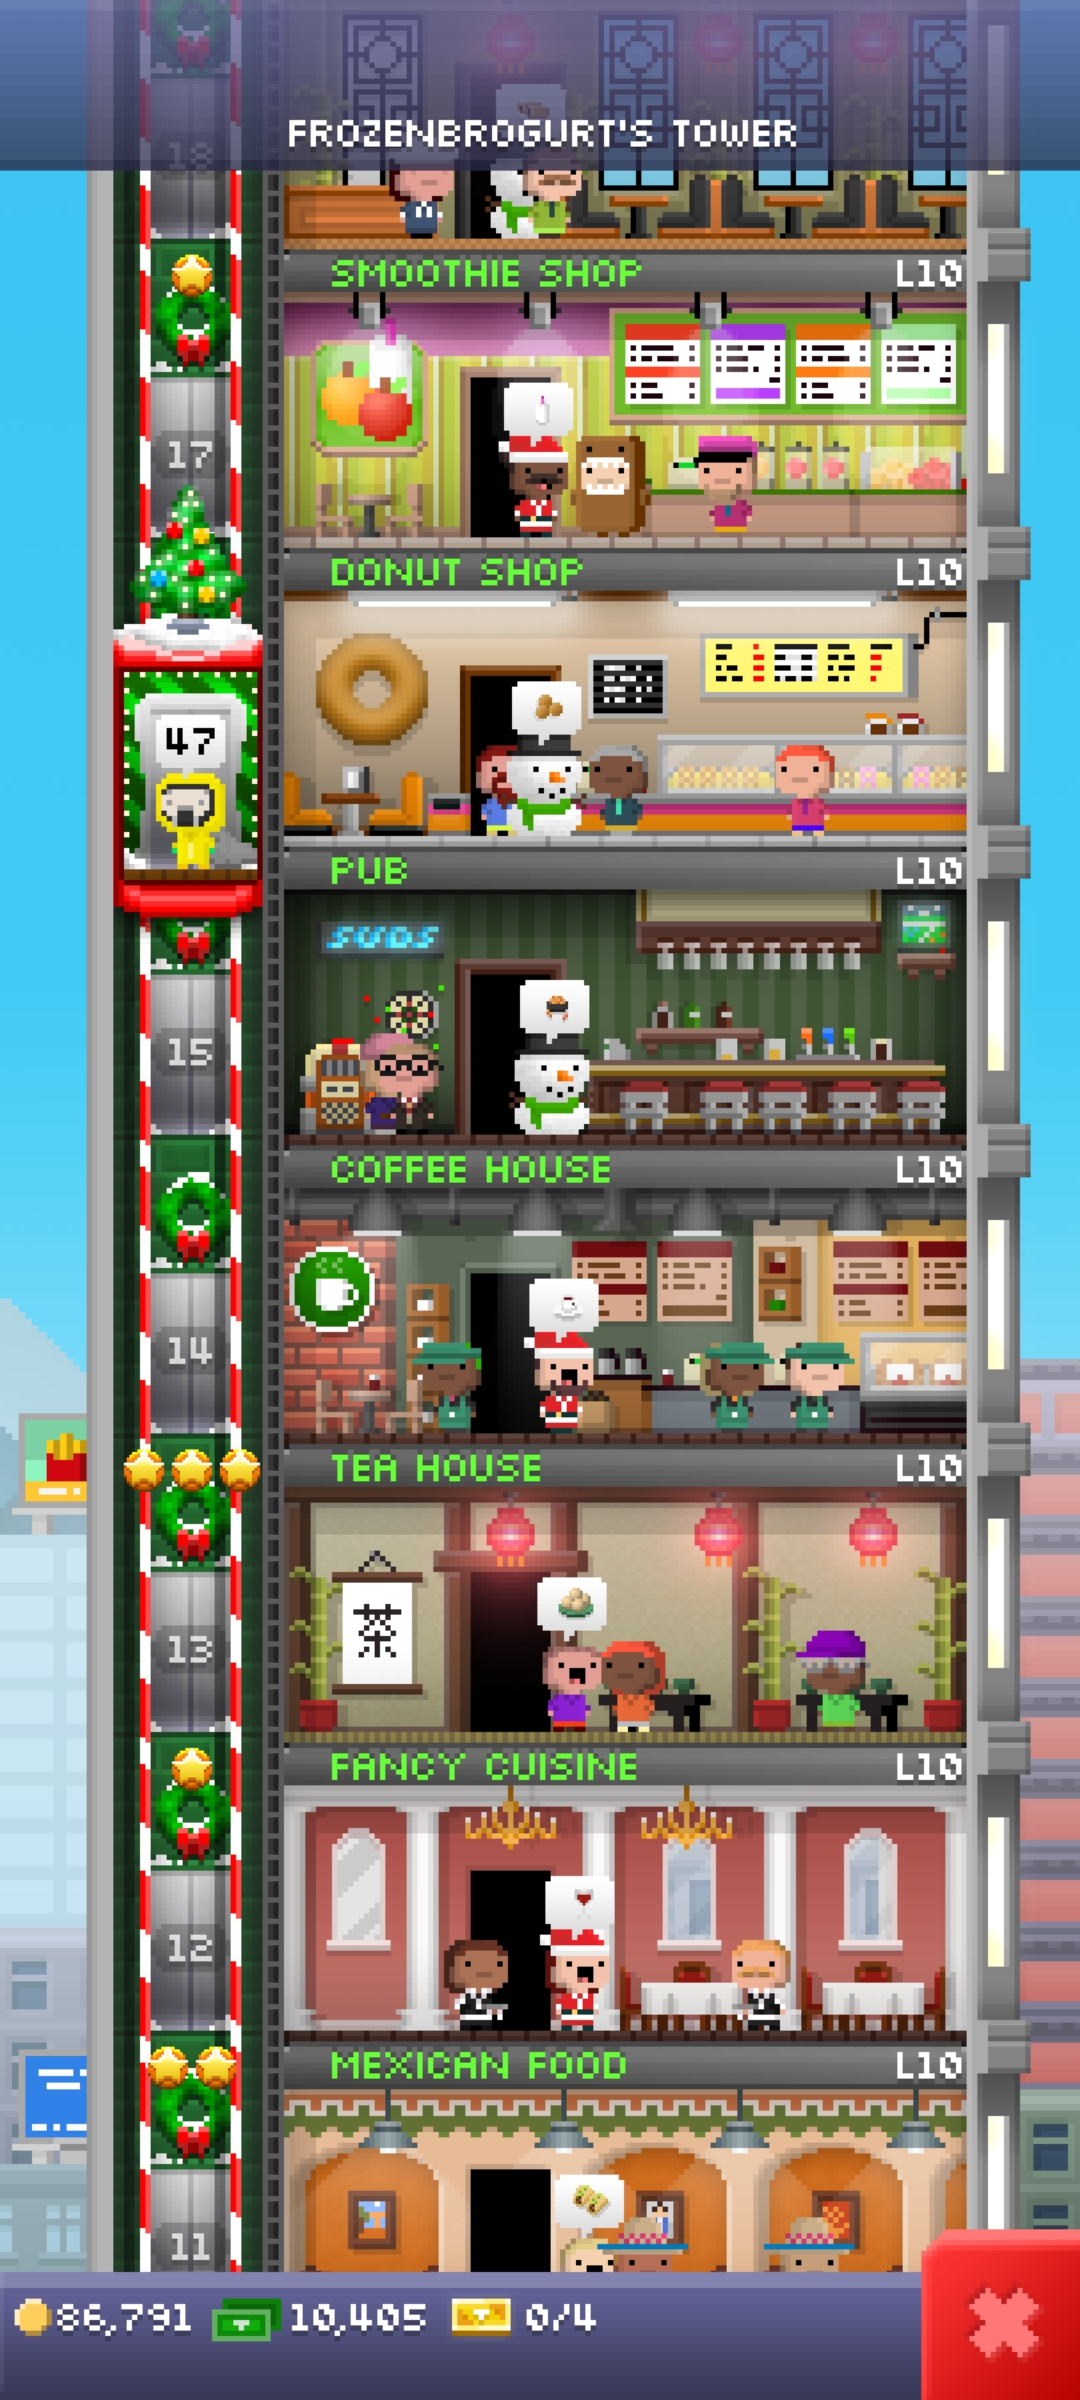 18
FROZENBROGURT'S TOWER
SMOOTHIE SHOP L10
17
DONUT SHOP L10
47
PUB L10
SUDS
15
COFFEE HOUSE L10
14
TEA HOUSE L10
茶
13
FANCY CUISINE L10
12
MEXICAN FOOD L10
11
86,791 10,405 0/4